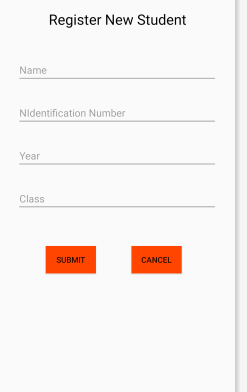 Register New Student
Name
NIdentification Number
Year
Class
SUBMIT CANCEL